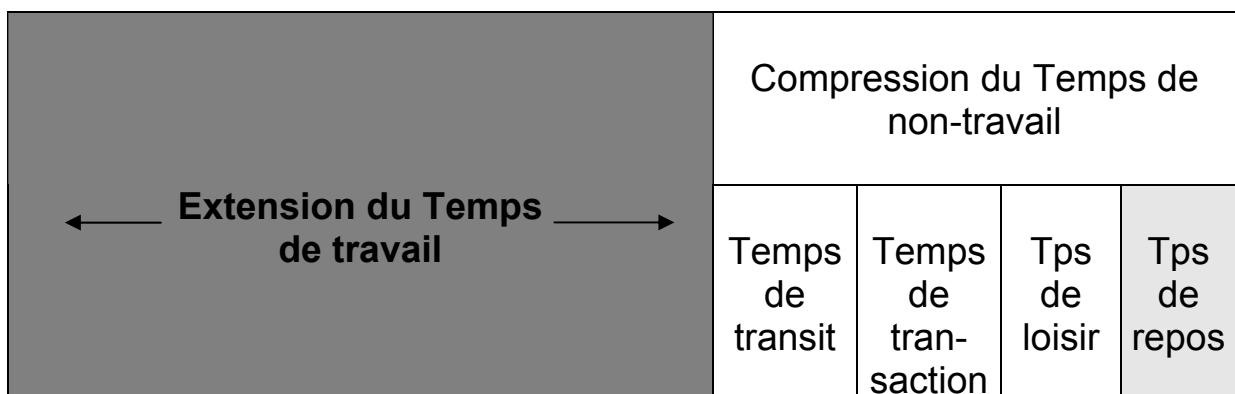 Compression du Temps de
non-travail
Extension du Temps
de travail
Temps
de
transit
Temps
de
tran-
saction
Tps
de
loisir
Tps
de
repos